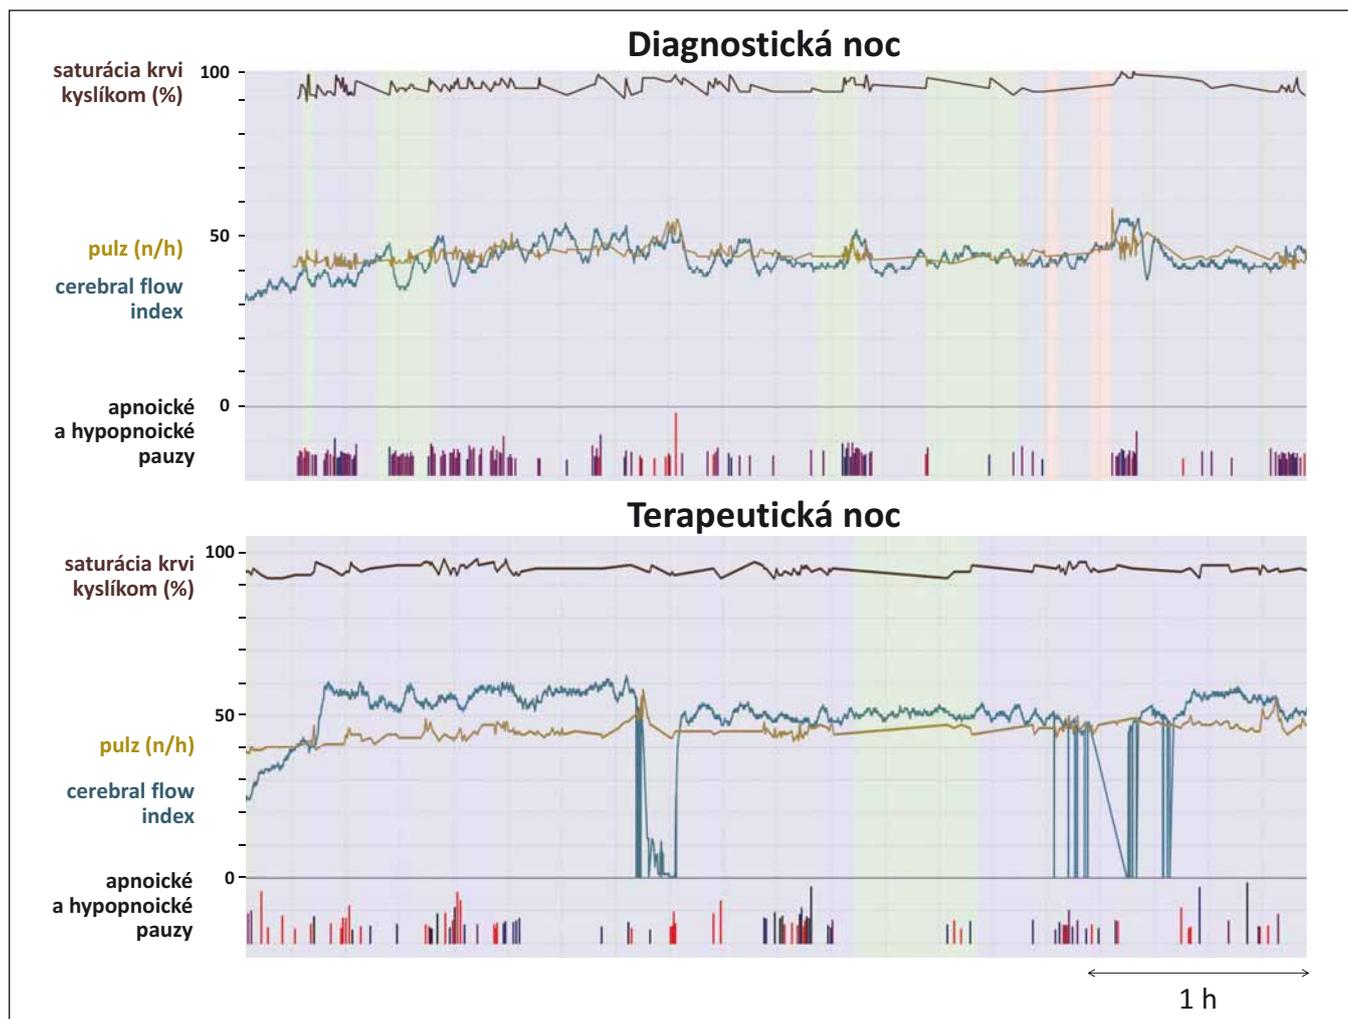 Diagnostická noc
saturácia krvi
kyslíkom (%)
100
pulz (n/h)
50
cerebral flow
index
apnoické
a hypopnoické
pauzy
0
Terapeutická noc
saturácia krvi
kyslíkom (%)
100
50
pulz (n/h)
cerebral flow
index
apnoické
a hypopnoické
pauzy
0
1 h